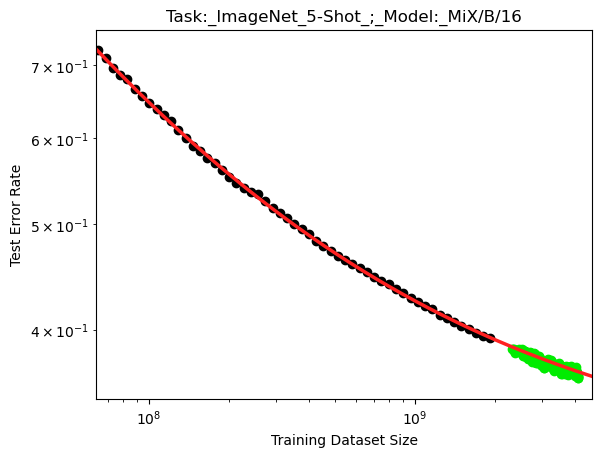 Task:_ImageNet_5-Shot_;_Model:_MiX/B/16
7 × 10⁻¹
6 × 10⁻¹
5 × 10⁻¹
4 × 10⁻¹
Test Error Rate
10⁸ 10⁹
Training Dataset Size